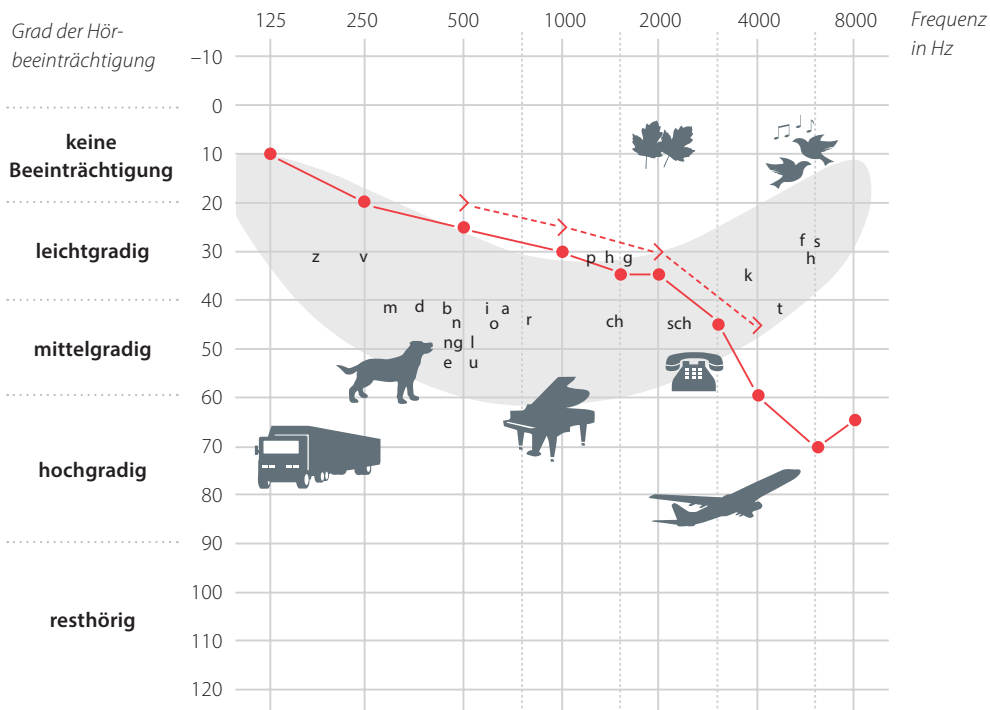 Grad der Hör-
beeinträchtigung
125 250 500 1000 2000 4000 8000
Frequenz
in Hz
–10
0
keine
Beeinträchtigung
10
20
leichtgradig
30
40
mittelgradig
50
60
hochgradig
70
80
90
resthörig
100
110
120
f s
z v p h g h
k
m d b i a t
n o r ch sch
ng l
e u